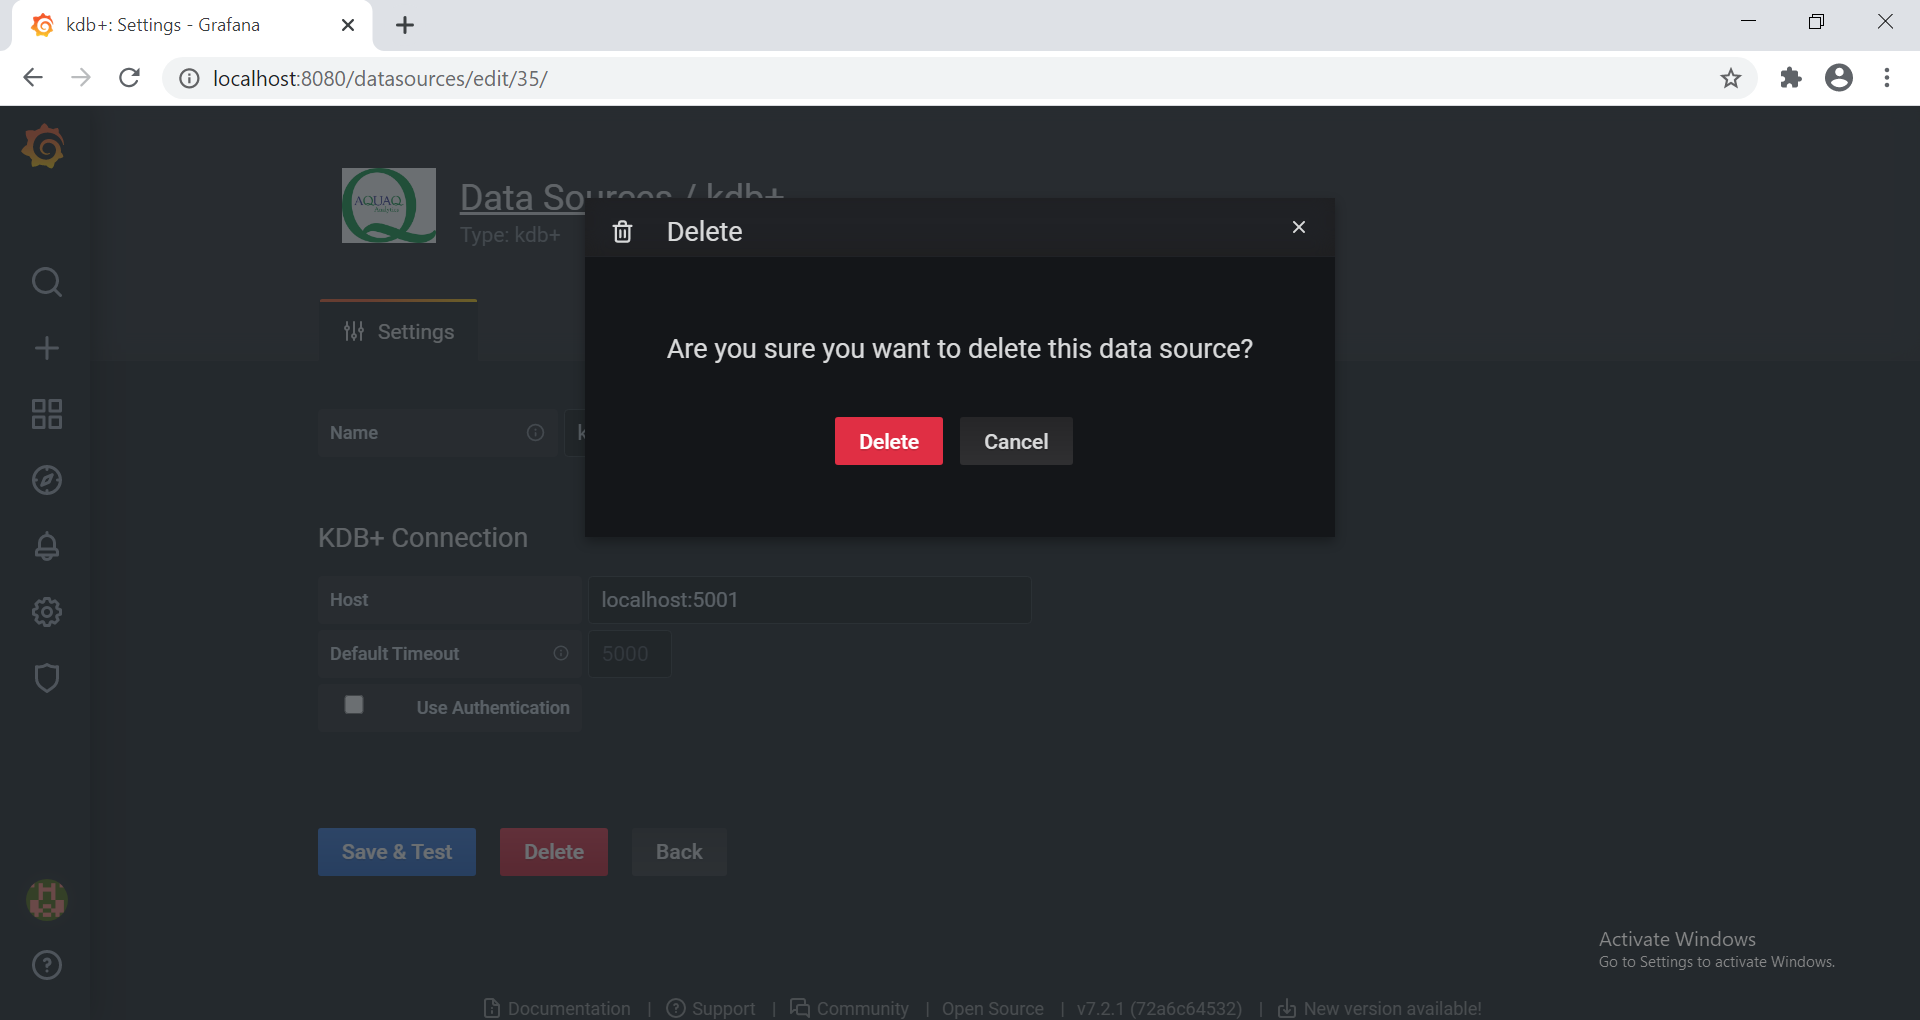 kdb+: Settings - Grafana
localhost:8080/datasources/edit/35/
AQUAQ
Analytics
Data Sources / kdb+
Type: kdb+
Delete
Settings
Are you sure you want to delete this data source?
Name
k
Delete
Cancel
KDB+ Connection
Host
localhost:5001
Default Timeout
5000
Use Authentication
Save & Test
Delete
Back
Activate Windows
Go to Settings to activate Windows.
Documentation | Support | Community | Open Source | v7.2.1 (72a6c64532) | New version available!